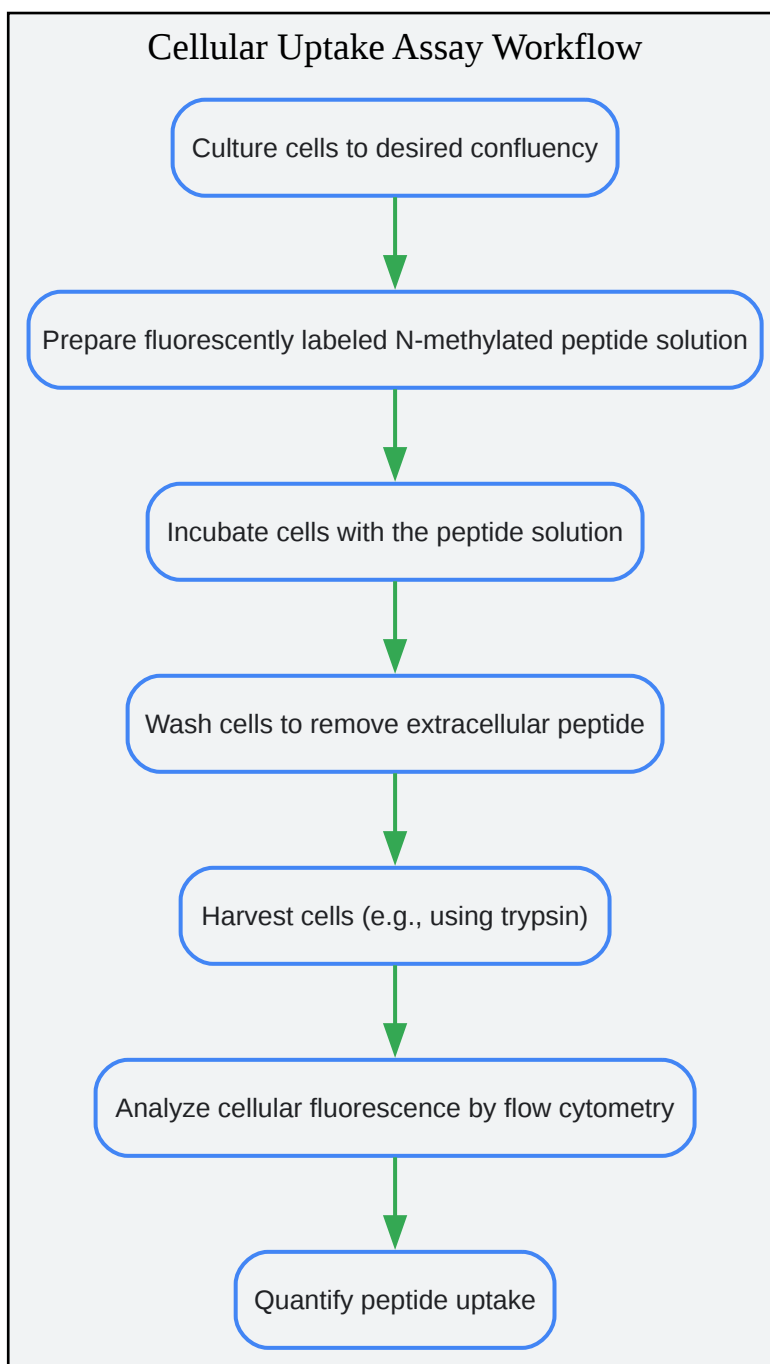 Cellular Uptake Assay Workflow
Culture cells to desired confluency
Prepare fluorescently labeled N-methylated peptide solution
Incubate cells with the peptide solution
Wash cells to remove extracellular peptide
Harvest cells (e.g., using trypsin)
Analyze cellular fluorescence by flow cytometry
Quantify peptide uptake